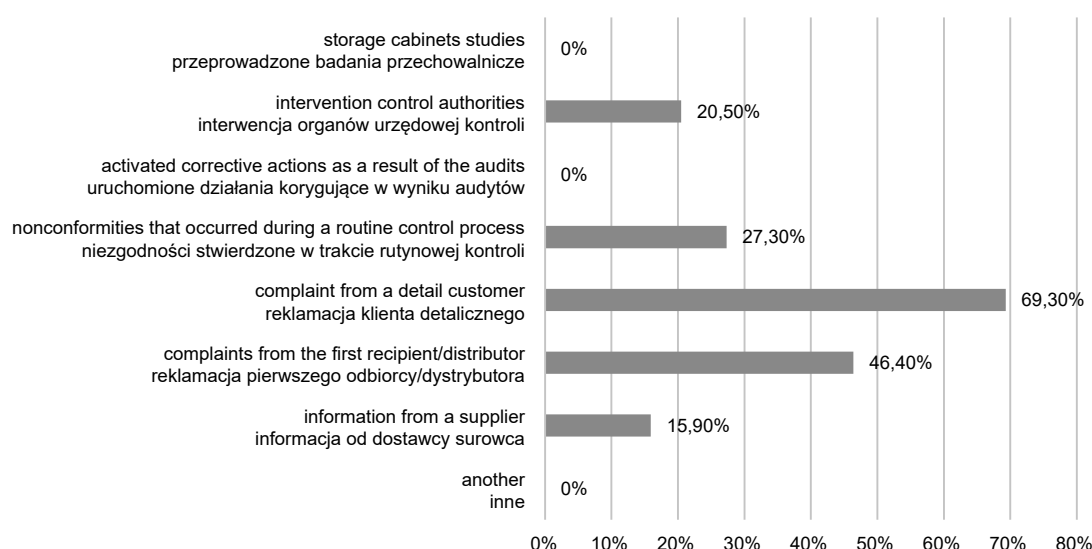 storage cabinets studies
przeprowadzone badania przechowalnicze
0%
intervention control authorities
interwencja organów urzędowej kontroli
20,50%
activated corrective actions as a result of the audits
uruchomione działania korygujące w wyniku audytów
0%
nonconformities that occurred during a routine control process
niezgodności stwierdzone w trakcie rutynowej kontroli
27,30%
complaint from a detail customer
reklamacja klienta detalicznego
69,30%
complaints from the first recipient/distributor
reklamacja pierwszego odbiorcy/dystrybutora
46,40%
information from a supplier
informacja od dostawcy surowca
15,90%
another
inne
0%
0% 10% 20% 30% 40% 50% 60% 70% 80%